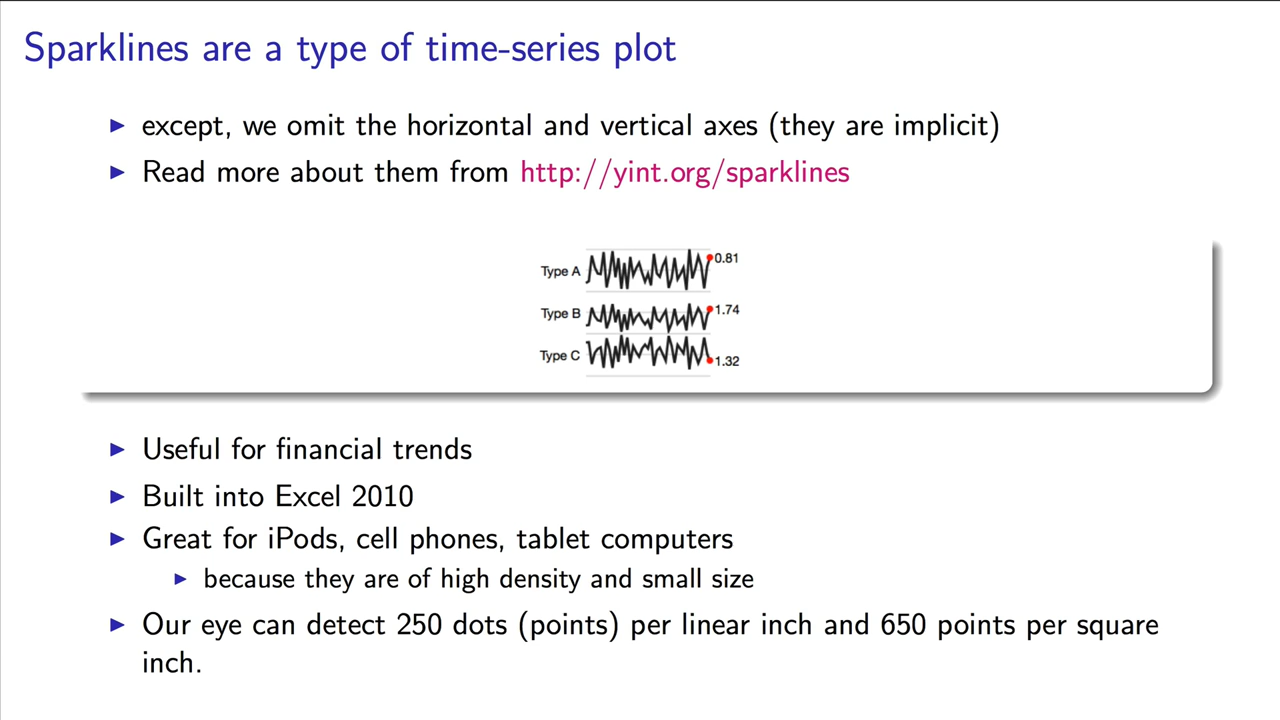 Sparklines are a type of time-series plot
except, we omit the horizontal and vertical axes (they are implicit)
Read more about them from http://yint.org/sparklines
Type A 0.81
Type B 1.74
Type C 1.32
Useful for financial trends
Built into Excel 2010
Great for iPods, cell phones, tablet computers
because they are of high density and small size
Our eye can detect 250 dots (points) per linear inch and 650 points per square
inch.